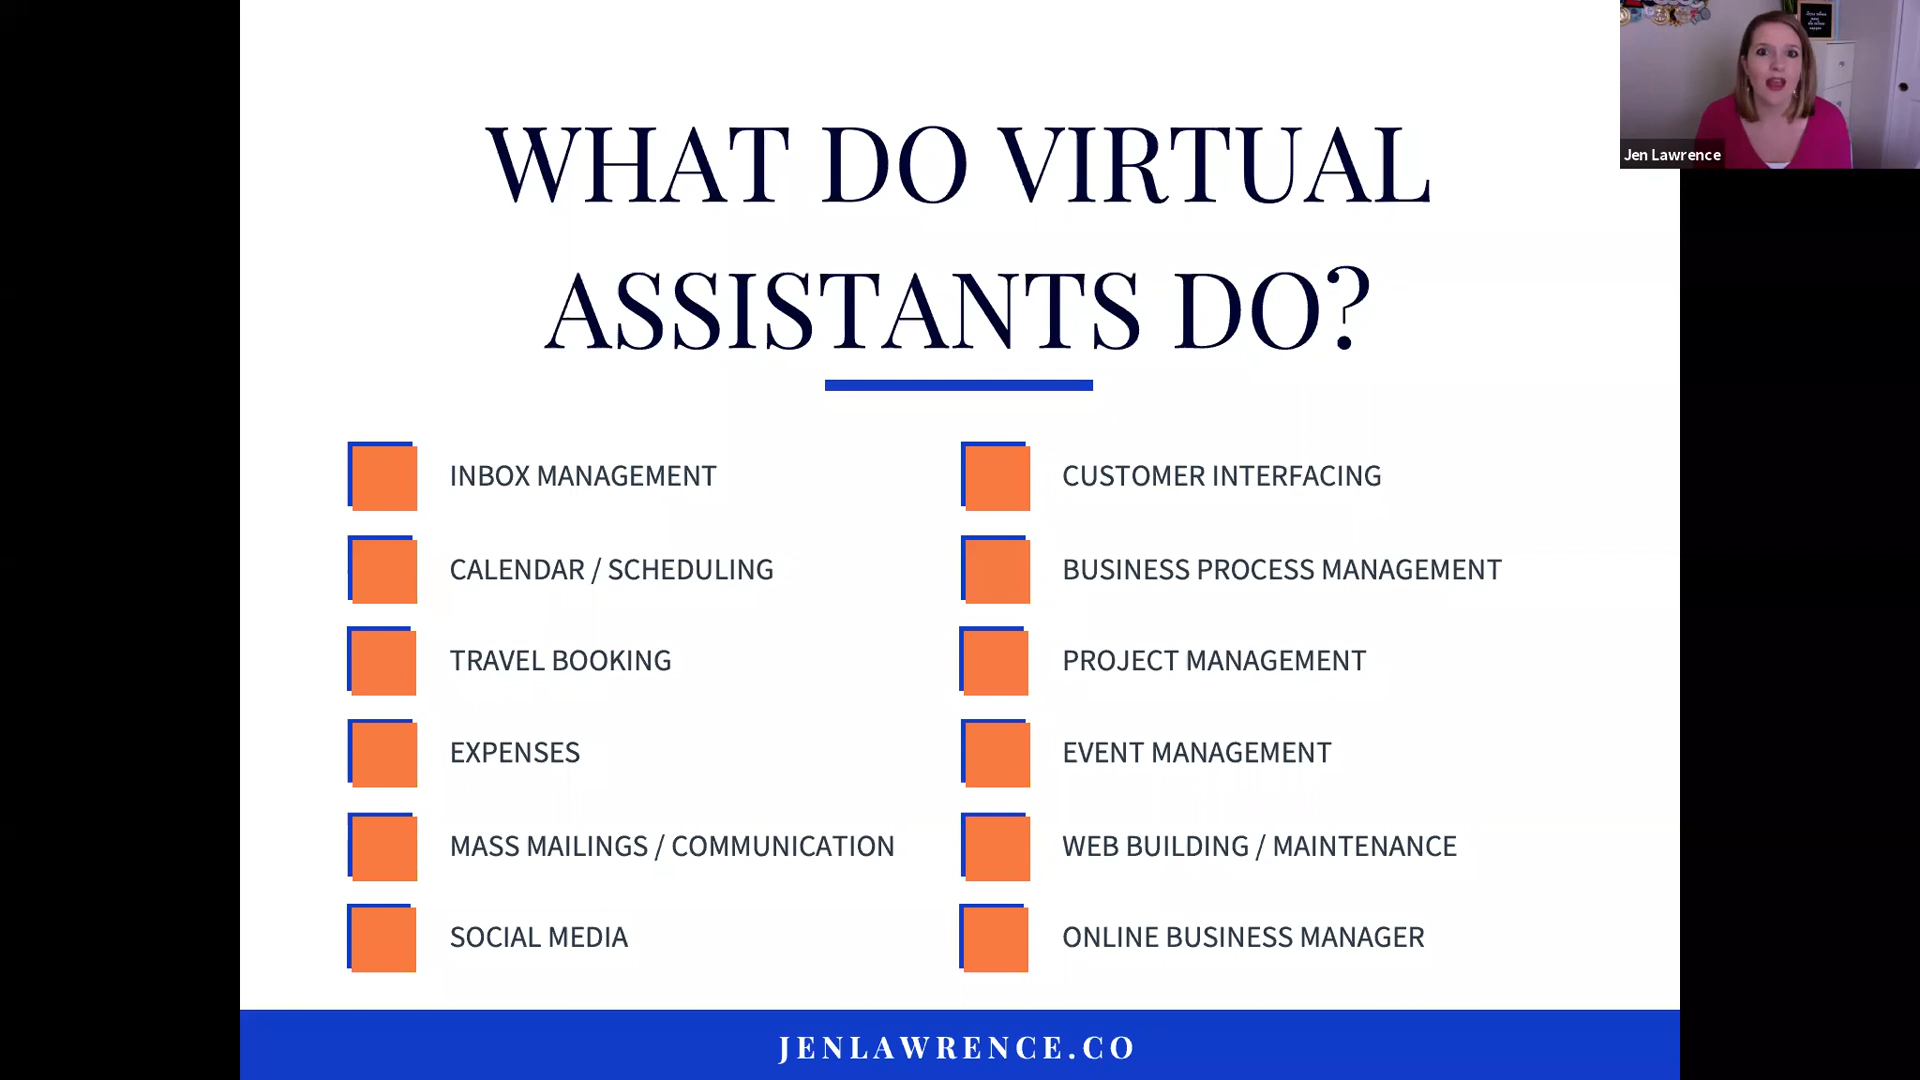 WHAT DO VIRTUAL
ASSISTANTS DO?
INBOX MANAGEMENT
CALENDAR / SCHEDULING
TRAVEL BOOKING
EXPENSES
MASS MAILINGS / COMMUNICATION
SOCIAL MEDIA
CUSTOMER INTERFACING
BUSINESS PROCESS MANAGEMENT
PROJECT MANAGEMENT
EVENT MANAGEMENT
WEB BUILDING / MAINTENANCE
ONLINE BUSINESS MANAGER
JENLAWRENCE.CO
Jen Lawrence